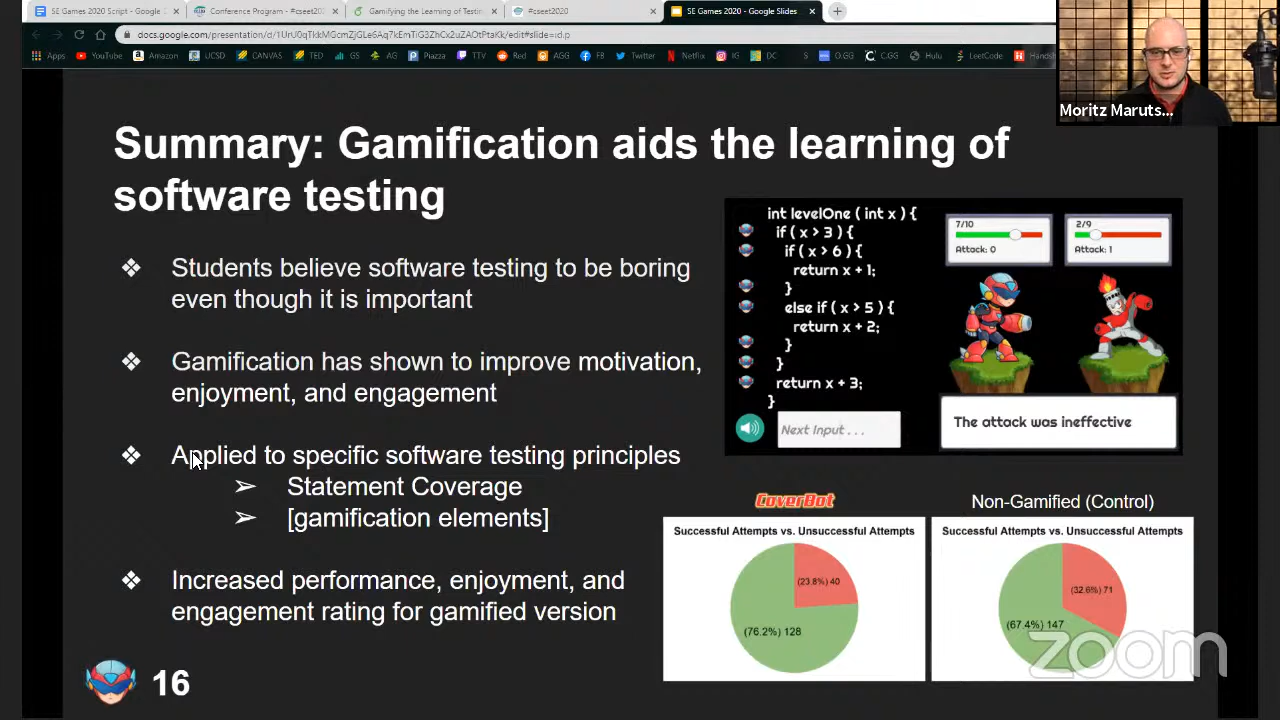 SE Games 2020 Script - Google
Conference Program - #cseet202
Gamifying the Learning of Testin
#cseet2020
SE Games 2020 - Google Slides
docs.google.com/presentation/d/
Apps YouTube Amazon UCSD CANVAS TED GS AG Piazza TTV Red AGG FB Twitter Netflix IG DC S O.GG C.GG Hulu LeetCode
Moritz Maruts...
Summary: Gamification aids the learning of
software testing
❖ Students believe software testing to be boring
even though it is important
❖ Gamification has shown to improve motivation,
enjoyment, and engagement
❖ Applied to specific software testing principles
➢ Statement Coverage
➢ [gamification elements]
❖ Increased performance, enjoyment, and
engagement rating for gamified version
16
int levelOne ( int x ) {
if ( x > 3 ) {
if ( x > 6 ) {
return x + 1;
}
else if ( x > 5 ) {
return x + 2;
}
}
return x + 3;
}
Next Input . . .
7/10
Attack: 0
2/9
Attack: 1
The attack was ineffective
CoverBot
Successful Attempts vs. Unsuccessful Attempts
(23.8%) 40
(76.2%) 128
Non-Gamified (Control)
Successful Attempts vs. Unsuccessful Attempts
(32.6%) 71
(67.4%) 147
zoom